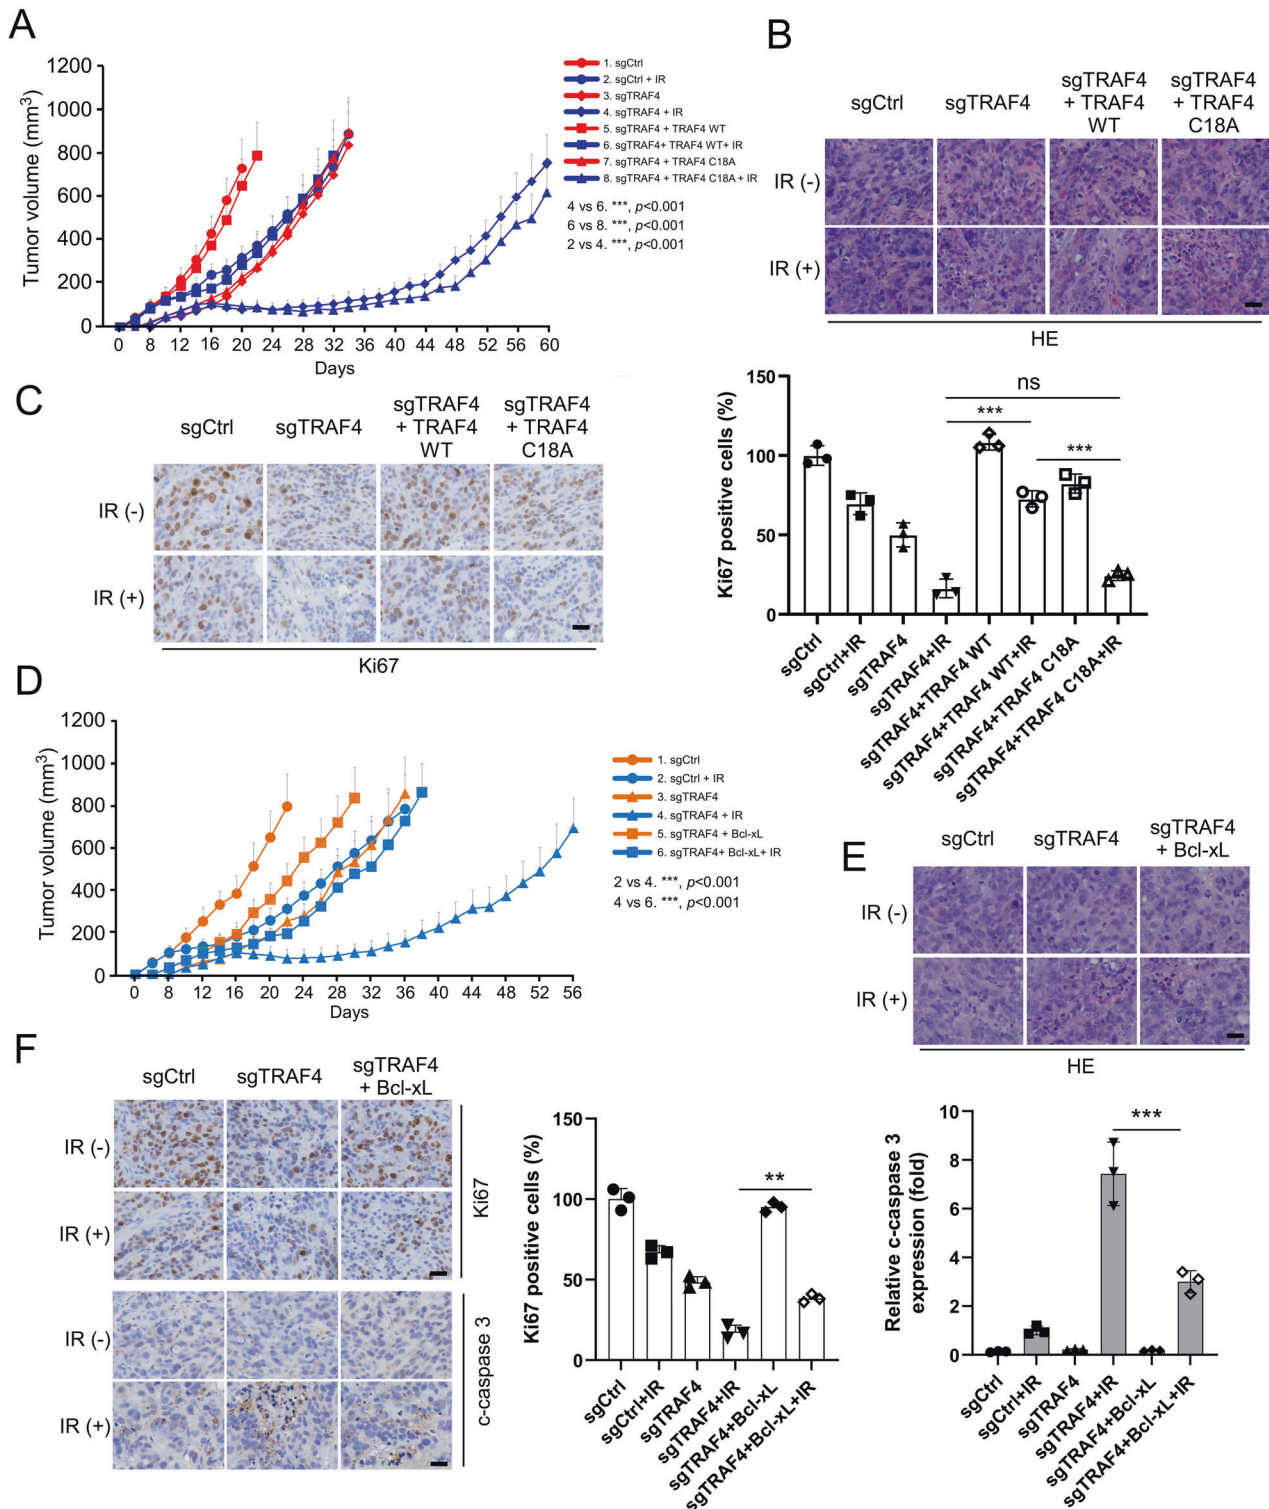 A
1200
1000
800
600
400
200
0
Tumor volume (mm³)
0 4 8 12 16 20 24 28 32 36 40 44 48 52 56 60
Days
1. sgCtrl
2. sgCtrl + IR
3. sgTRAF4
4. sgTRAF4 + IR
5. sgTRAF4 + TRAF4 WT
6. sgTRAF4+ TRAF4 WT+ IR
7. sgTRAF4 + TRAF4 C18A
8. sgTRAF4 + TRAF4 C18A + IR
4 vs 6. ***, p<0.001
6 vs 8. ***, p<0.001
2 vs 4. ***, p<0.001
B
sgCtrl
sgTRAF4
sgTRAF4
+ TRAF4
WT
sgTRAF4
+ TRAF4
C18A
IR (-)
IR (+)
HE
C
sgCtrl
sgTRAF4
sgTRAF4
+ TRAF4
WT
sgTRAF4
+ TRAF4
C18A
IR (-)
IR (+)
Ki67
150
100
50
0
Ki67 positive cells (%)
ns
***
***
sgCtrl
sgCtrl+IR
sgTRAF4
sgTRAF4+IR
sgTRAF4+TRAF4 WT
sgTRAF4+TRAF4 WT+IR
sgTRAF4+TRAF4 C18A
sgTRAF4+TRAF4 C18A+IR
D
1200
1000
800
600
400
200
0
Tumor volume (mm³)
0 4 8 12 16 20 24 28 32 36 40 44 48 52 56
Days
1. sgCtrl
2. sgCtrl + IR
3. sgTRAF4
4. sgTRAF4 + IR
5. sgTRAF4 + Bcl-xL
6. sgTRAF4+ Bcl-xL+ IR
2 vs 4. ***, p<0.001
4 vs 6. ***, p<0.001
E
sgCtrl
sgTRAF4
sgTRAF4
+ Bcl-xL
IR (-)
IR (+)
HE
F
sgCtrl
sgTRAF4
sgTRAF4
+ Bcl-xL
IR (-)
IR (+)
Ki67
IR (-)
IR (+)
c-caspase 3
150
100
50
0
Ki67 positive cells (%)
**
sgCtrl
sgCtrl+IR
sgTRAF4
sgTRAF4+IR
sgTRAF4+Bcl-xL
sgTRAF4+Bcl-xL+IR
10
8
6
4
2
0
Relative c-caspase 3
expression (fold)
***
sgCtrl
sgCtrl+IR
sgTRAF4
sgTRAF4+IR
sgTRAF4+Bcl-xL
sgTRAF4+Bcl-xL+IR